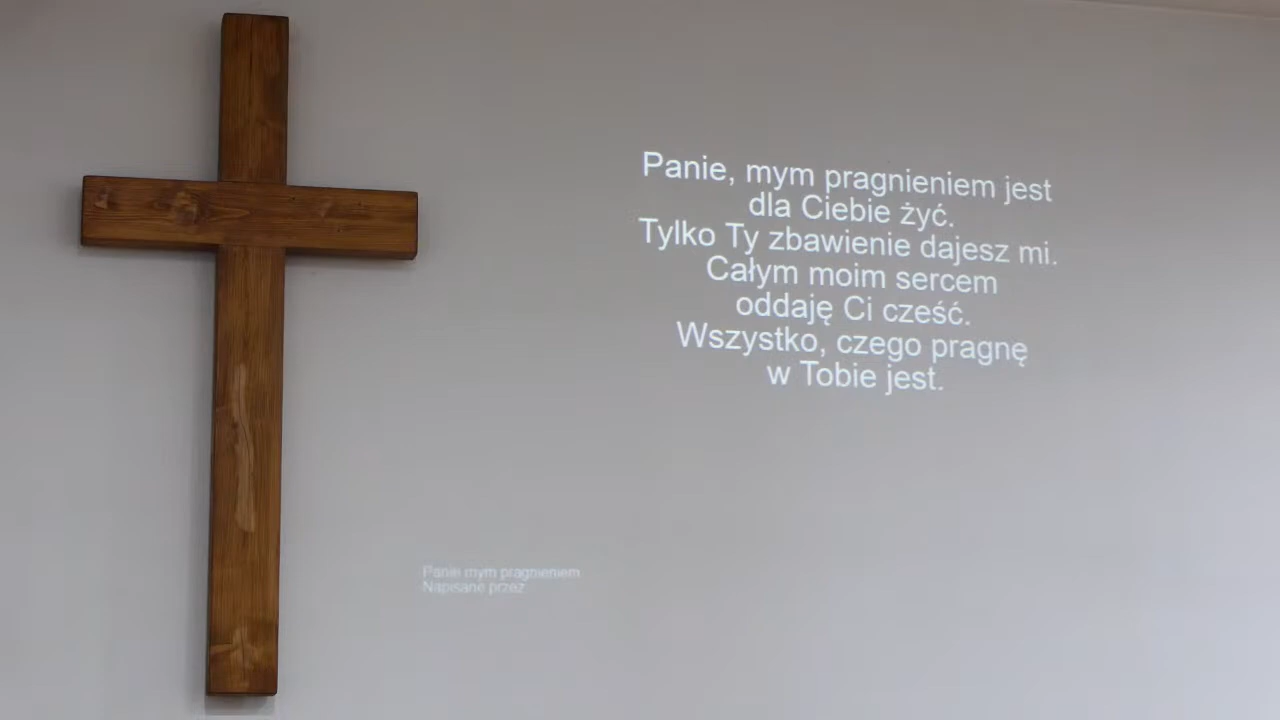 Panie, mym pragnieniem jest
dla Ciebie żyć.
Tylko Ty zbawienie dajesz mi.
Całym moim sercem
oddaję Ci cześć.
Wszystko, czego pragnę
w Tobie jest.
Panie mym pragnieniem
Napisane przez